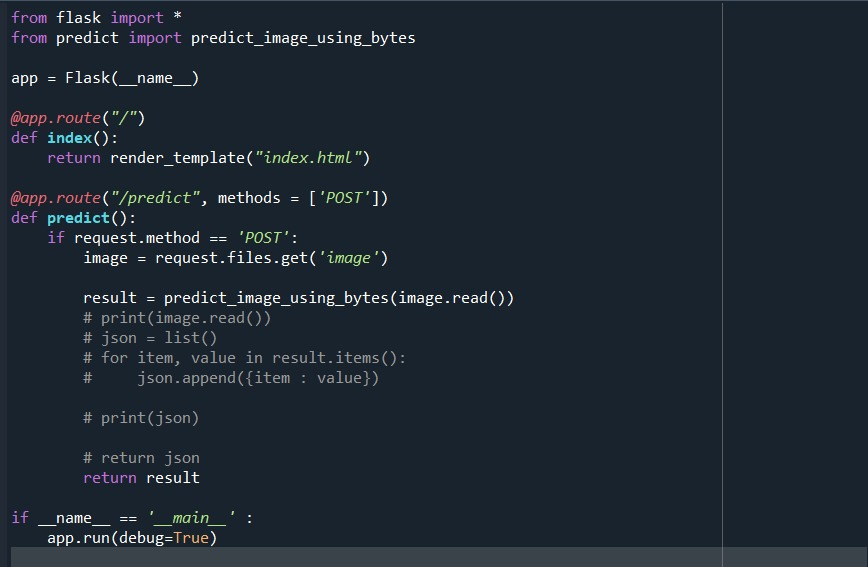 from flask import *
from predict import predict_image_using_bytes
app = Flask(__name__)
@app.route("/")
def index():
    return render_template("index.html")
@app.route("/predict", methods = ['POST'])
def predict():
    if request.method == 'POST':
        image = request.files.get('image')
        result = predict_image_using_bytes(image.read())
        # print(image.read())
        # json = list()
        # for item, value in result.items():
        #     json.append({item : value})
        # print(json)
        # return json
        return result
if __name__ == '__main__' :
    app.run(debug=True)